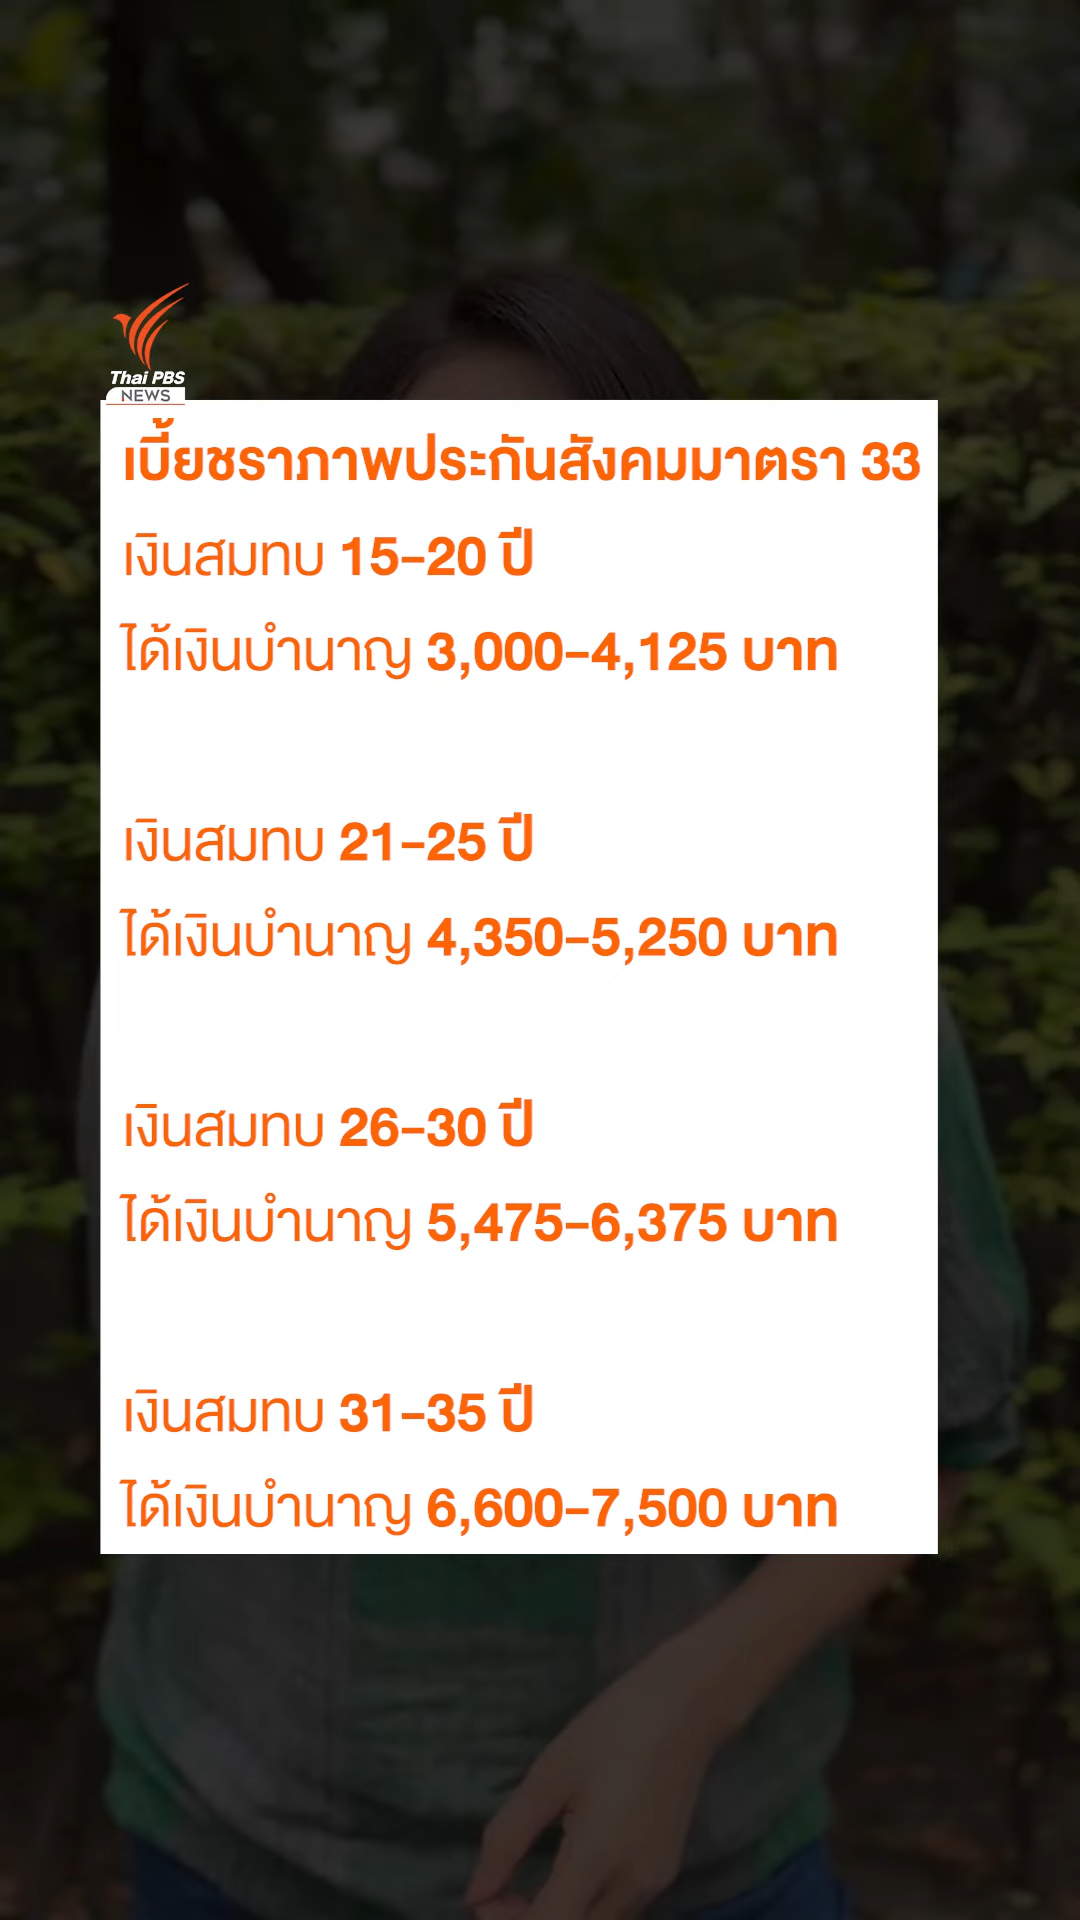 Thai PBS
NEWS
เบี้ยชราภาพประกันสังคมมาตรา 33
เงินสมทบ 15-20 ปี
ได้เงินบำนาญ 3,000-4,125 บาท
เงินสมทบ 21-25 ปี
ได้เงินบำนาญ 4,350-5,250 บาท
เงินสมทบ 26-30 ปี
ได้เงินบำนาญ 5,475-6,375 บาท
เงินสมทบ 31-35 ปี
ได้เงินบำนาญ 6,600-7,500 บาท